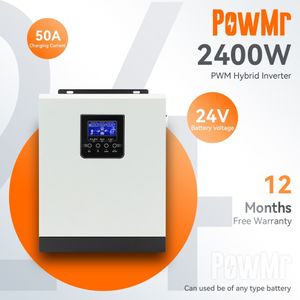 PowMr
50A
Charging Current
2400W
PWM Hybrid Inverter
24V
Battery voltage
12
Months
Free Warranty
PowMr
Can used be of any type battery